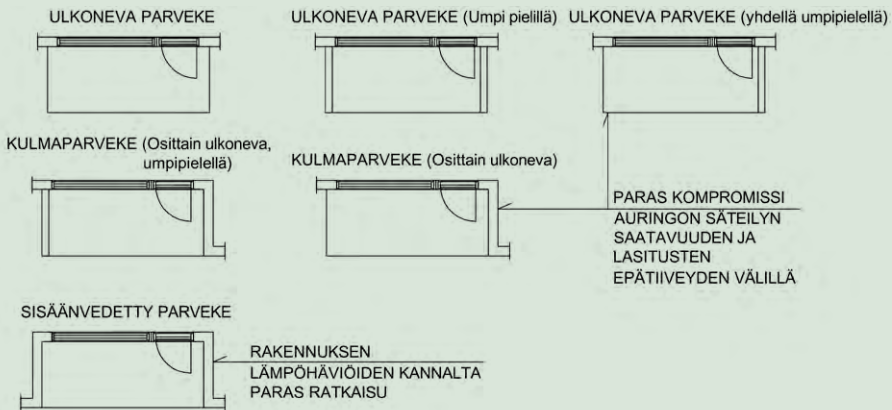 ULKONEVA PARVEKE
ULKONEVA PARVEKE (Umpi pielillä)
ULKONEVA PARVEKE (yhdellä umpipielellä)
KULMAPARVEKE (Osittain ulkoneva,
umpipielellä)
KULMAPARVEKE (Osittain ulkoneva)
PARAS KOMPROMISSI
AURINGON SÄTEILYN
SAATAVUUDEN JA
LASITUSTEN
EPÄTIIVEYDEN VÄLILLÄ
SISÄÄNVEDETTY PARVEKE
RAKENNUKSEN
LÄMPÖHÄVIÖIDEN KANNALTA
PARAS RATKAISU